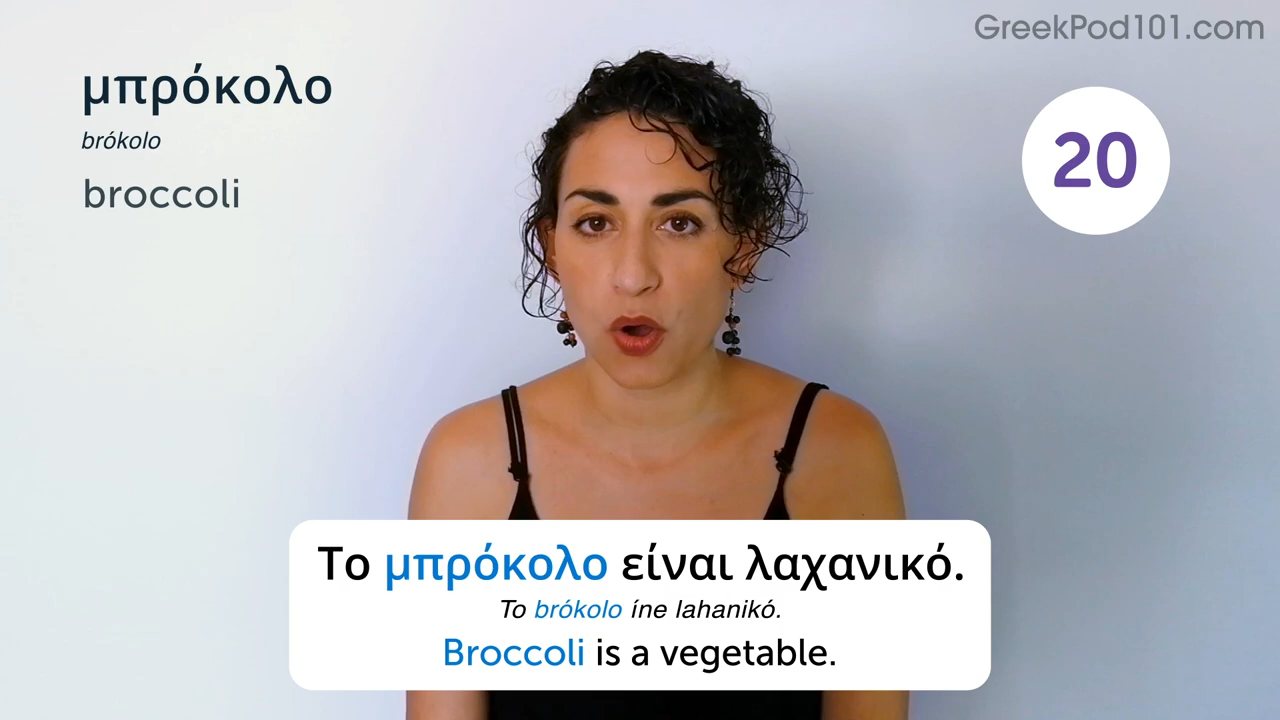 GreekPod101.com
μπρόκολο
brókolo
broccoli
20
Το μπρόκολο είναι λαχανικό.
To brókolo íne lahanikó.
Broccoli is a vegetable.